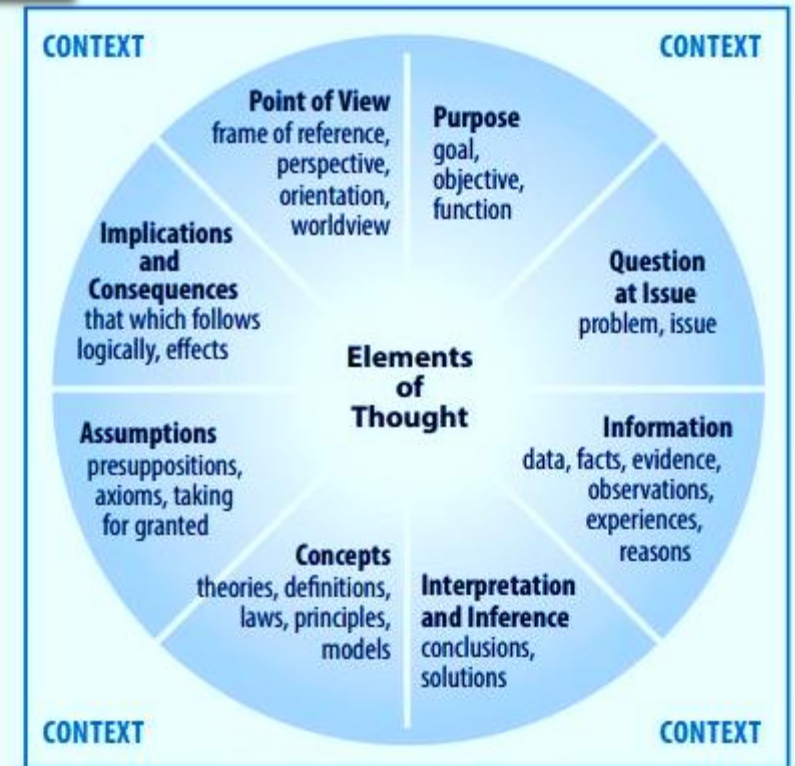 CONTEXT
CONTEXT
Point of View
frame of reference,
perspective,
orientation,
worldview
Purpose
goal,
objective,
function
Question
at Issue
problem, issue
Information
data, facts, evidence,
observations,
experiences,
reasons
Interpretation
and Inference
conclusions,
solutions
Concepts
theories, definitions,
laws, principles,
models
Assumptions
presuppositions,
axioms, taking
for granted
Implications
and
Consequences
that which follows
logically, effects
Elements
of
Thought
CONTEXT
CONTEXT